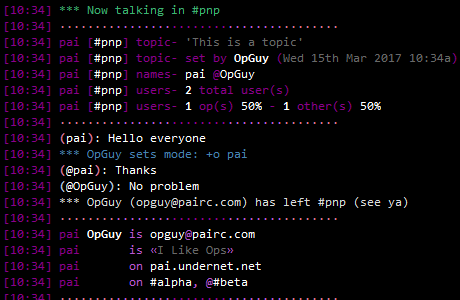 [10:34] *** Now talking in #pnp
[10:34] ·······································
[10:34] pai [#pnp] topic- 'This is a topic'
[10:34] pai [#pnp] topic- set by OpGuy (Wed 15th Mar 2017 10:34a)
[10:34] pai [#pnp] names- pai @OpGuy
[10:34] pai [#pnp] users- 2 total user(s)
[10:34] pai [#pnp] users- 1 op(s) 50% - 1 other(s) 50%
[10:34] ·······································
[10:34] (pai): Hello everyone
[10:34] *** OpGuy sets mode: +o pai
[10:34] (@pai): Thanks
[10:34] (@OpGuy): No problem
[10:34] *** OpGuy (opguy@pairc.com) has left #pnp (see ya)
[10:34] ·······································
[10:34] pai OpGuy is opguy@pairc.com
[10:34] pai is «I Like Ops»
[10:34] pai on pai.undernet.net
[10:34] pai on #alpha, @#beta
[10:34] ·······································